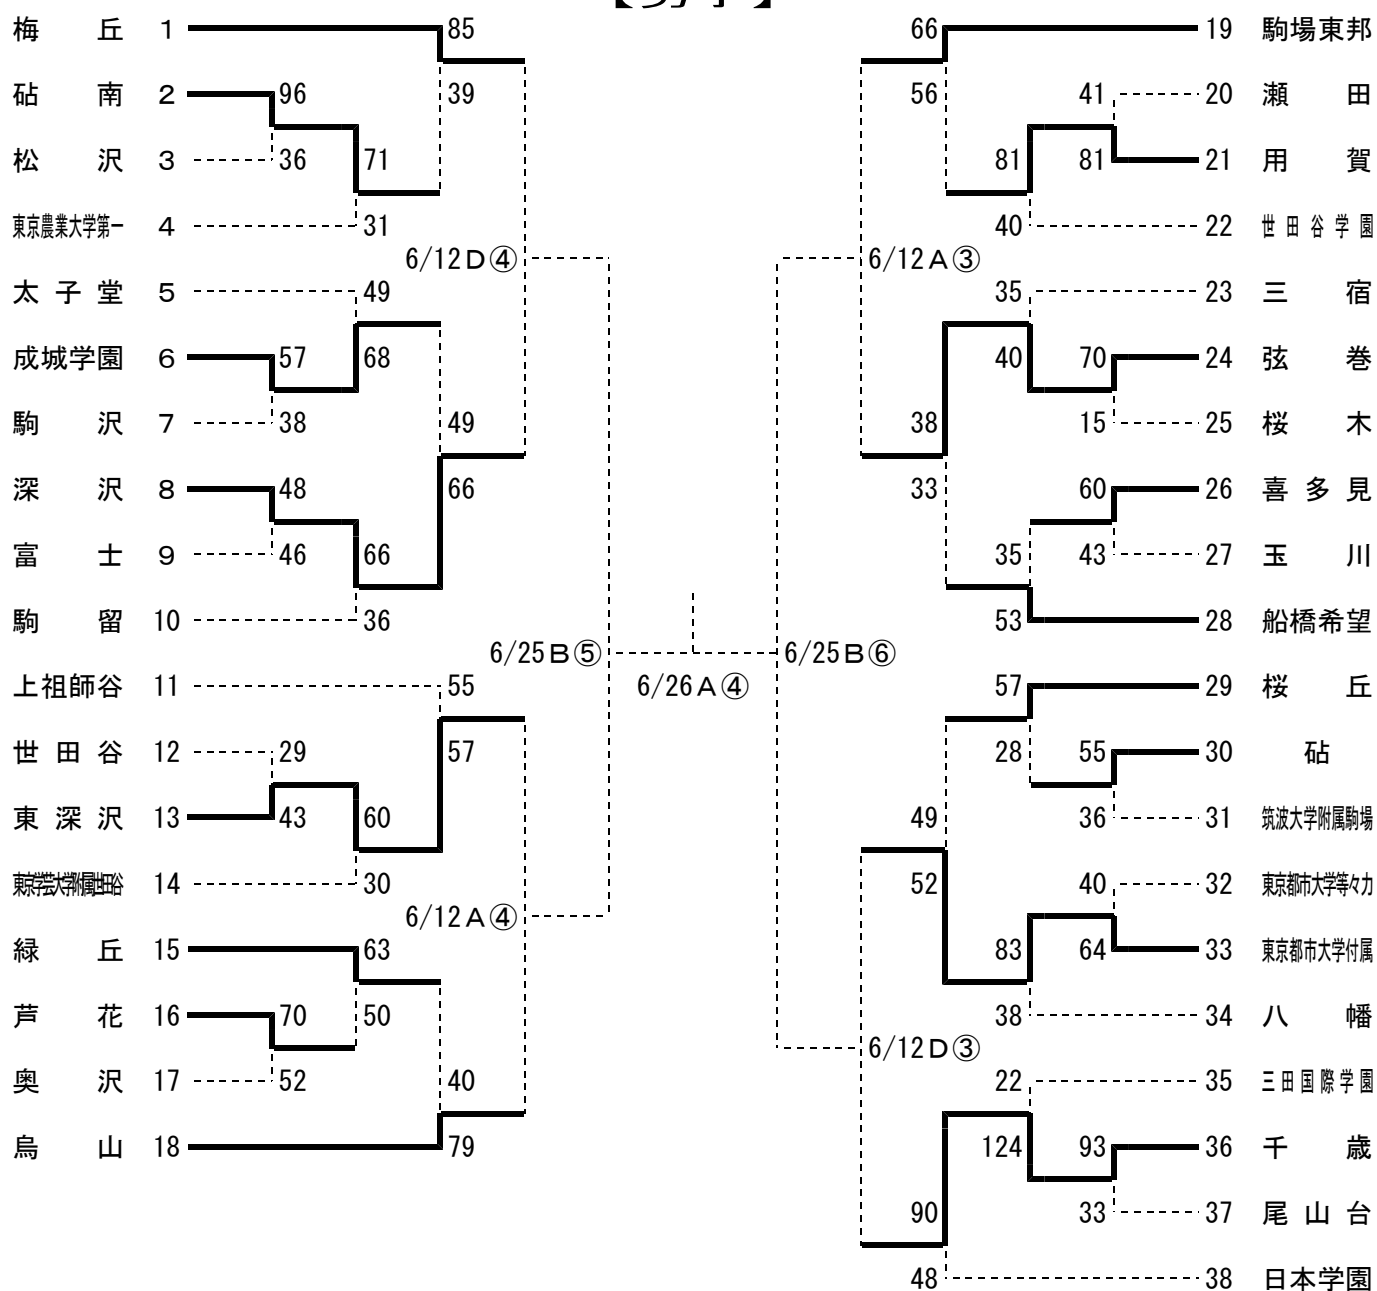 梅丘 1 85 66 19 駒場東邦
砧南 2 96 39 56 41 20 瀬田
松沢 3 36 71 81 81 21 用賀
東京農業大学第一 4 31 40 22 世田谷学園
6/12D④ 6/12A③
太子堂 5 49 35 23 三宿
成城学園 6 57 68 40 70 24 弦巻
駒沢 7 38 49 38 15 25 桜木
深沢 8 48 66 33 60 26 喜多見
富士 9 46 66 35 43 27 玉川
駒留 10 36 53 28 船橋希望
6/25B⑤ 6/25B⑥
上祖師谷 11 55 6/26A④ 57 29 桜丘
世田谷 12 29 57 28 55 30 砧
東深沢 13 43 60 49 36 31 筑波大学附属駒場
東京学芸大学附属世田谷 14 30 52 40 32 東京都市大学等々力
6/12A④
緑丘 15 63 83 64 33 東京都市大学付属
芦花 16 70 50 38 34 八幡
6/12D③
奥沢 17 52 40 22 35 三田国際学園
烏山 18 79 124 93 36 千歳
90 33 37 尾山台
48 38 日本学園